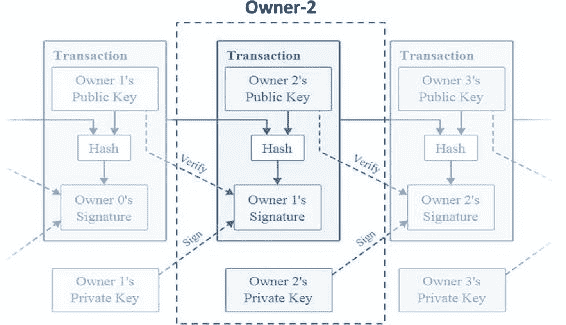 Owner-2
Transaction
Transaction
Transaction
Owner 1's
Public Key
Owner 2's
Public Key
Owner 3's
Public Key
Hash
Hash
Hash
Verify
Verify
Owner 0's
Signature
Owner 1's
Signature
Owner 2's
Signature
Sign
Sign
Owner 1's
Private Key
Owner 2's
Private Key
Owner 3's
Private Key